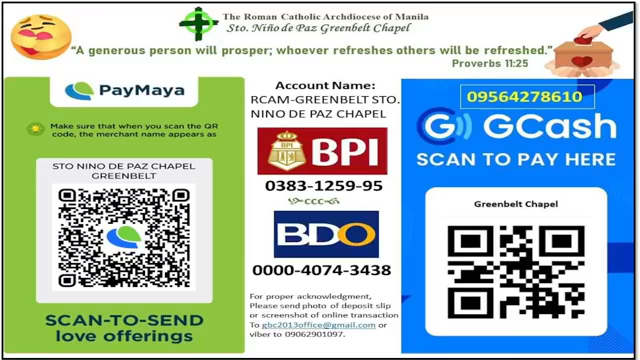 The Roman Catholic Archdiocese of Manila
Sto. Niño de Paz Greenbelt Chapel
“A generous person will prosper; whoever refreshes others will be refreshed.”
Proverbs 11:25
PayMaya
Make sure that when you scan the QR
code, the merchant name appears as
STO NINO DE PAZ CHAPEL
GREENBELT
SCAN-TO-SEND
love offerings
Account Name:
RCAM-GREENBELT STO.
NINO DE PAZ CHAPEL
BPI
0383-1259-95
ccc
BDO
0000-4074-3438
For proper acknowledgment,
Please send photo of deposit slip
or screenshot of online transaction
To gbc2013office@gmail.com or
viber to 09062901097.
09564278610
GCash
SCAN TO PAY HERE
Greenbelt Chapel